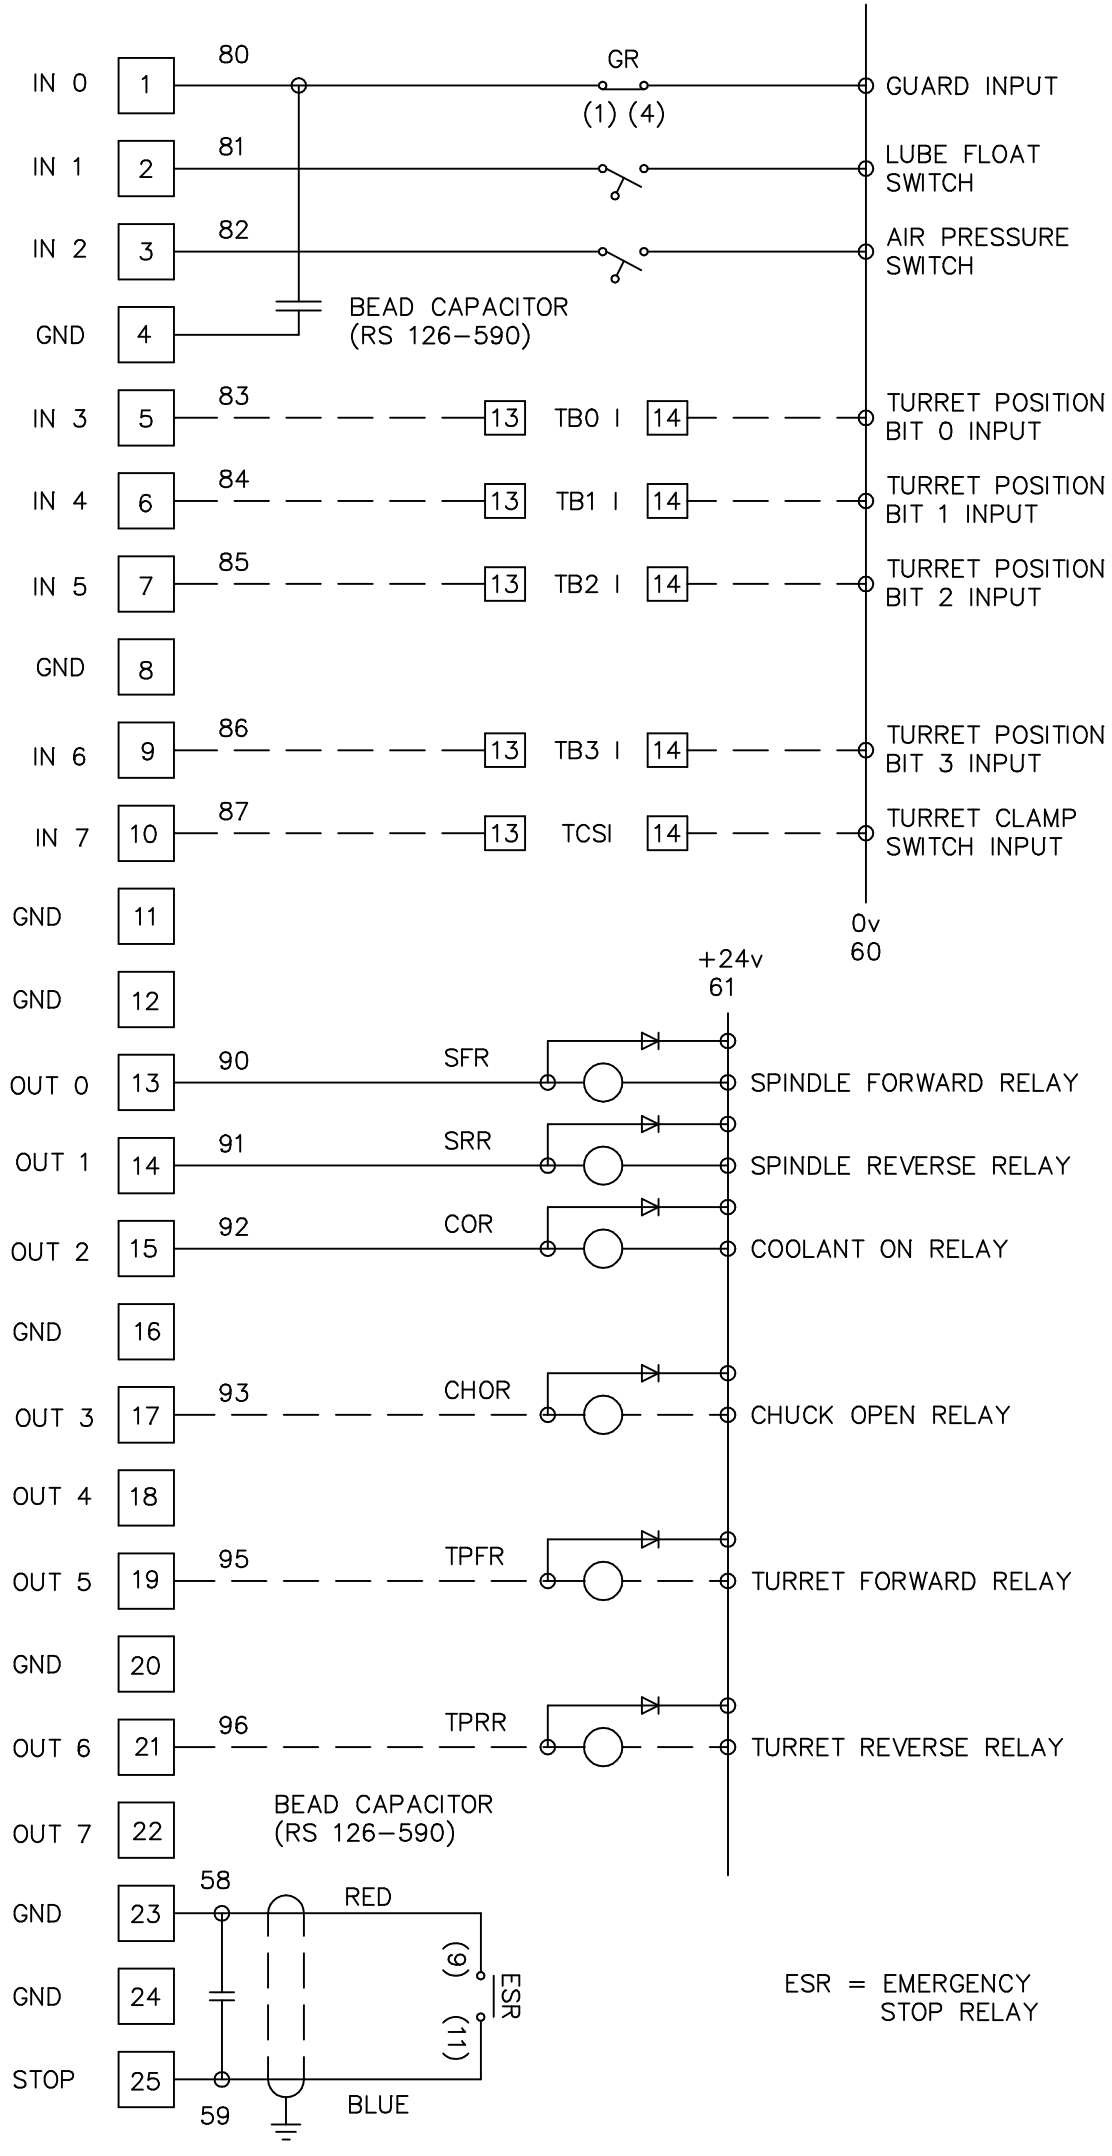 80
IN 0 1 GR GUARD INPUT
(1) (4)
81 LUBE FLOAT
IN 1 2 SWITCH
82 AIR PRESSURE
IN 2 3 SWITCH
BEAD CAPACITOR
GND 4 (RS 126-590)
83 TURRET POSITION
IN 3 5 13 TB0 I 14 BIT 0 INPUT
84 TURRET POSITION
IN 4 6 13 TB1 I 14 BIT 1 INPUT
85 TURRET POSITION
IN 5 7 13 TB2 I 14 BIT 2 INPUT
GND 8
86 TURRET POSITION
IN 6 9 13 TB3 I 14 BIT 3 INPUT
87 TURRET CLAMP
IN 7 10 13 TCSI 14 SWITCH INPUT
GND 11
0v
60
+24v
61
GND 12
90 SFR
OUT 0 13 SPINDLE FORWARD RELAY
91 SRR
OUT 1 14 SPINDLE REVERSE RELAY
92 COR
OUT 2 15 COOLANT ON RELAY
GND 16
93 CHOR
OUT 3 17 CHUCK OPEN RELAY
OUT 4 18
95 TPFR
OUT 5 19 TURRET FORWARD RELAY
GND 20
96 TPRR
OUT 6 21 TURRET REVERSE RELAY
BEAD CAPACITOR
(RS 126-590)
OUT 7 22
58 RED
GND 23
(9)
ESR
(11)
GND 24
ESR = EMERGENCY
STOP RELAY
STOP 25
59 BLUE